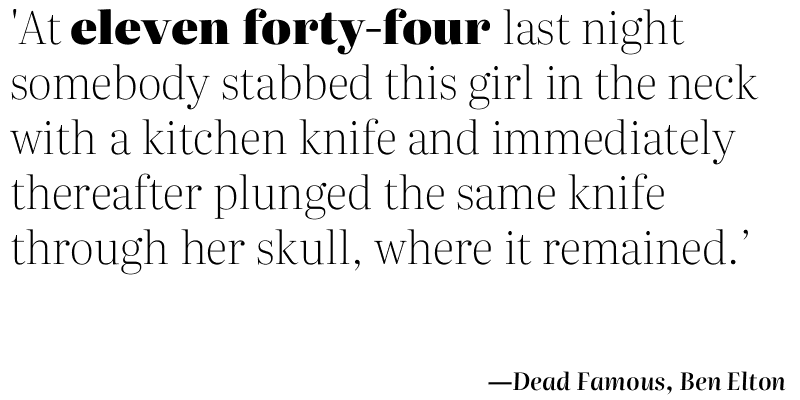 'At eleven forty-four last night
somebody stabbed this girl in the neck
with a kitchen knife and immediately
thereafter plunged the same knife
through her skull, where it remained.’
—Dead Famous, Ben Elton